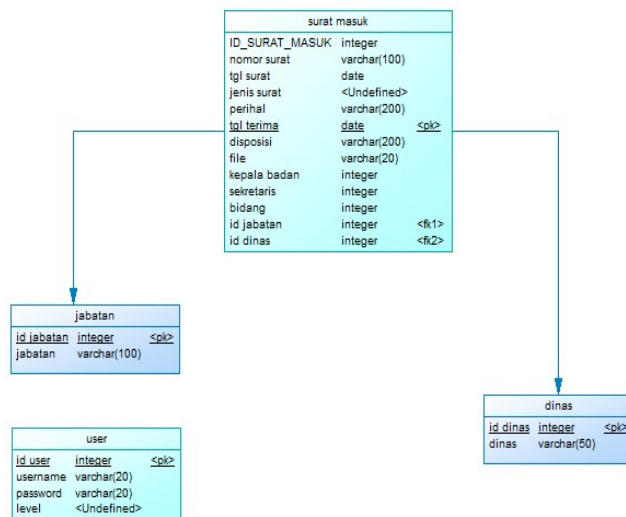 surat masuk
ID_SURAT_MASUK integer
nomor surat varchar(100)
tgl surat date
jenis surat <Undefined>
perihal varchar(200)
tgl terima date <pk>
disposisi varchar(200)
file varchar(20)
kepala badan integer
sekretaris integer
bidang integer
id jabatan integer <fk1>
id dinas integer <fk2>
jabatan
id jabatan integer <pk>
jabatan varchar(100)
dinas
id dinas integer <pk>
dinas varchar(50)
user
id user integer <pk>
username varchar(20)
password varchar(20)
level <Undefined>